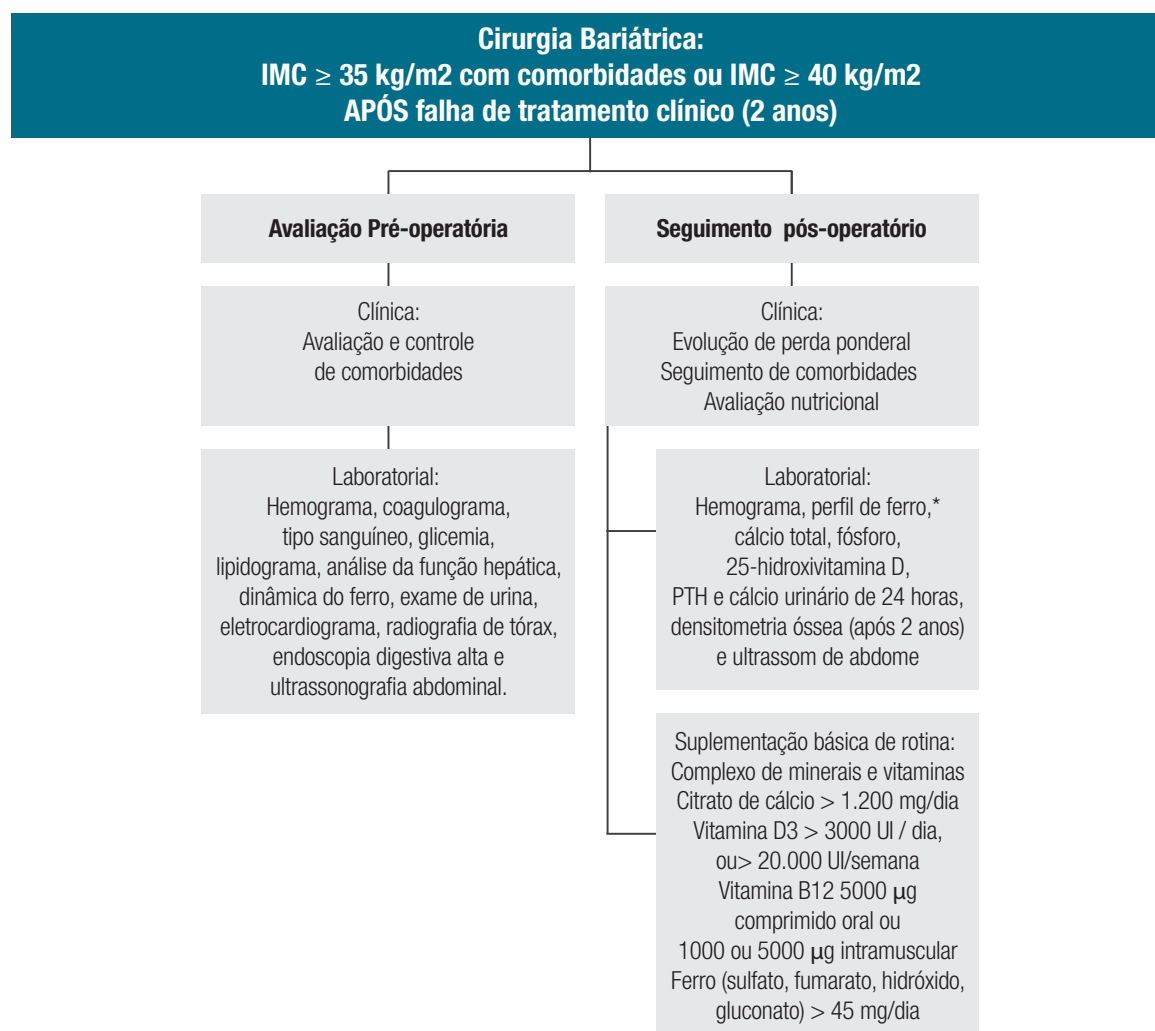 Cirurgia Bariátrica:
IMC ≥ 35 kg/m2 com comorbidades ou IMC ≥ 40 kg/m2
APÓS falha de tratamento clínico (2 anos)
Avaliação Pré-operatória
Clínica:
Avaliação e controle
de comorbidades
Laboratorial:
Hemograma, coagulograma,
tipo sanguíneo, glicemia,
lipidograma, análise da função hepática,
dinâmica do ferro, exame de urina,
eletrocardiograma, radiografia de tórax,
endoscopia digestiva alta e
ultrassonografia abdominal.
Seguimento pós-operatório
Clínica:
Evolução de perda ponderal
Seguimento de comorbidades
Avaliação nutricional
Laboratorial:
Hemograma, perfil de ferro,*
cálcio total, fósforo,
25-hidroxivitamina D,
PTH e cálcio urinário de 24 horas,
densitometria óssea (após 2 anos)
e ultrassom de abdome
Suplementação básica de rotina:
Complexo de minerais e vitaminas
Citrato de cálcio > 1.200 mg/dia
Vitamina D3 > 3000 UI / dia,
ou> 20.000 UI/semana
Vitamina B12 5000 µg
comprimido oral ou
1000 ou 5000 µg intramuscular
Ferro (sulfato, fumarato, hidróxido,
gluconato) > 45 mg/dia